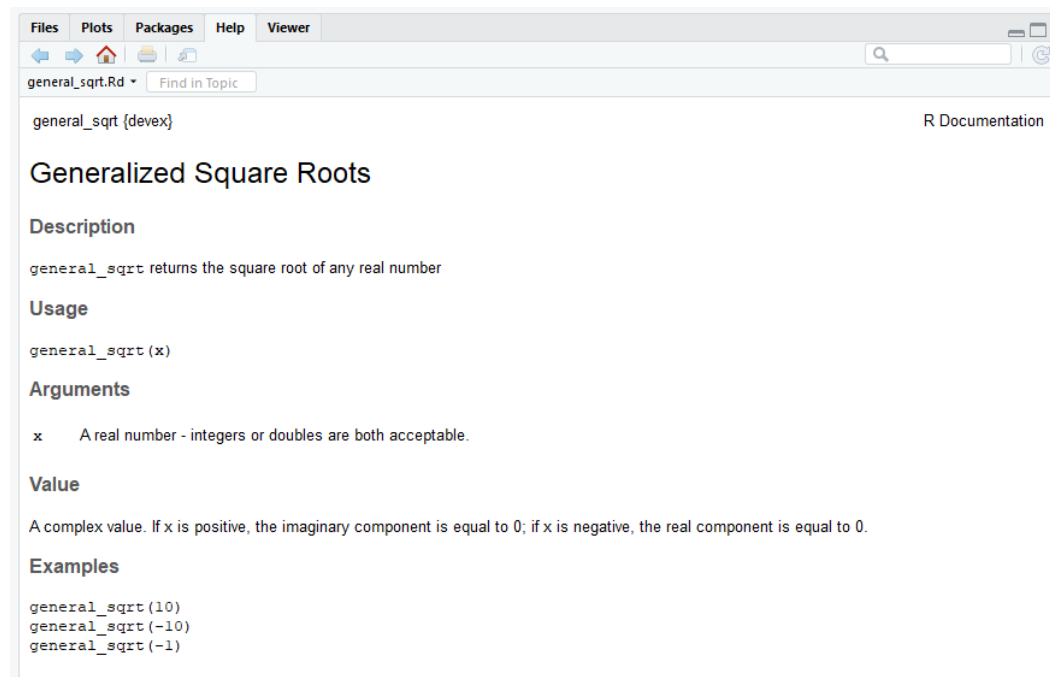 Files Plots Packages Help Viewer
general_sqrt.Rd Find in Topic
general_sqrt {devex} R Documentation
Generalized Square Roots
Description
general_sqrt returns the square root of any real number
Usage
general_sqrt(x)
Arguments
x A real number - integers or doubles are both acceptable.
Value
A complex value. If x is positive, the imaginary component is equal to 0; if x is negative, the real component is equal to 0.
Examples
general_sqrt(10)
general_sqrt(-10)
general_sqrt(-1)